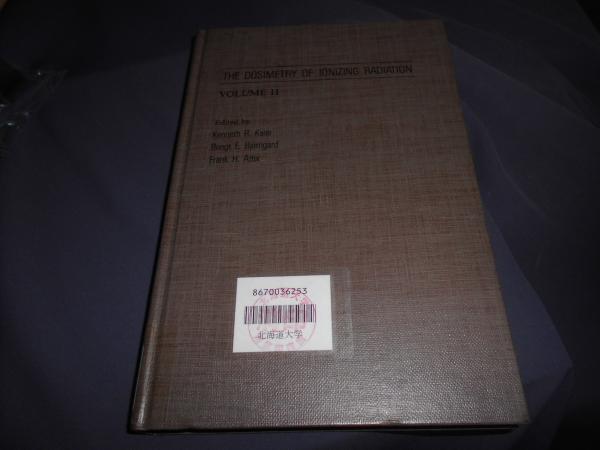 THE DOSIMETRY OF IONIZING RADIATION
VOLUME II
Edited by
Kenneth R. Kase
Bengt E. Bjarngard
Frank H. Attix
8670036253
北海道大学